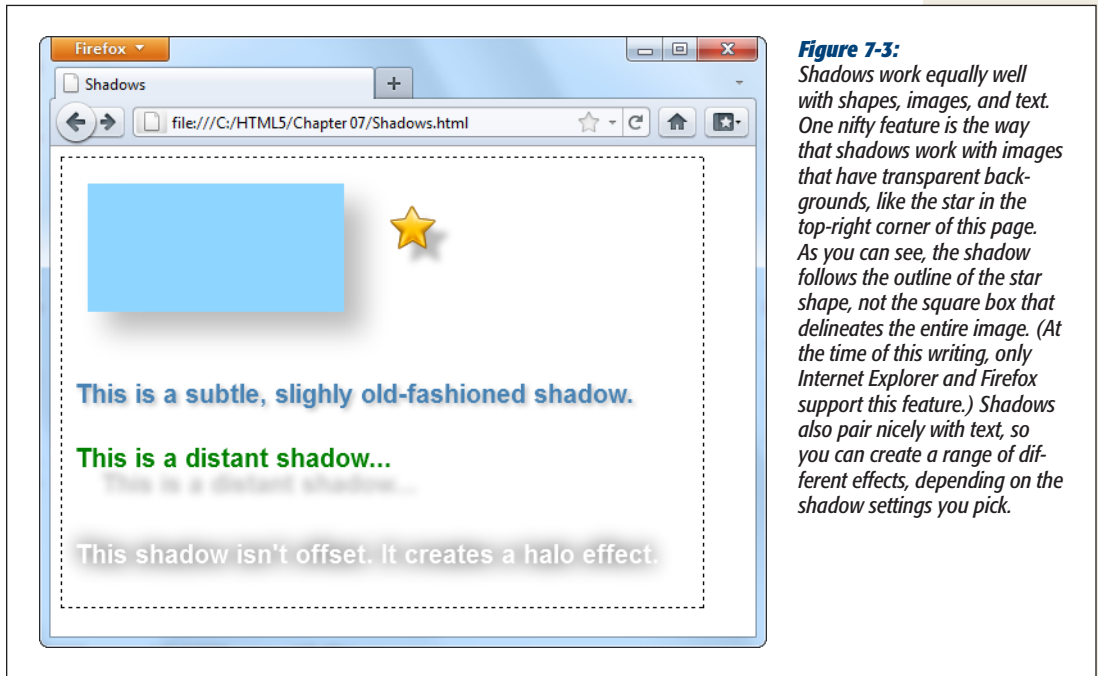 Firefox
Shadows
file:///C:/HTML5/Chapter 07/Shadows.html
This is a subtle, slighly old-fashioned shadow.
This is a distant shadow...
This is a distant shadow...
This shadow isn't offset. It creates a halo effect.
Figure 7-3:
Shadows work equally well
with shapes, images, and text.
One nifty feature is the way
that shadows work with images
that have transparent back-
grounds, like the star in the
top-right corner of this page.
As you can see, the shadow
follows the outline of the star
shape, not the square box that
delineates the entire image. (At
the time of this writing, only
Internet Explorer and Firefox
support this feature.) Shadows
also pair nicely with text, so
you can create a range of dif-
ferent effects, depending on the
shadow settings you pick.